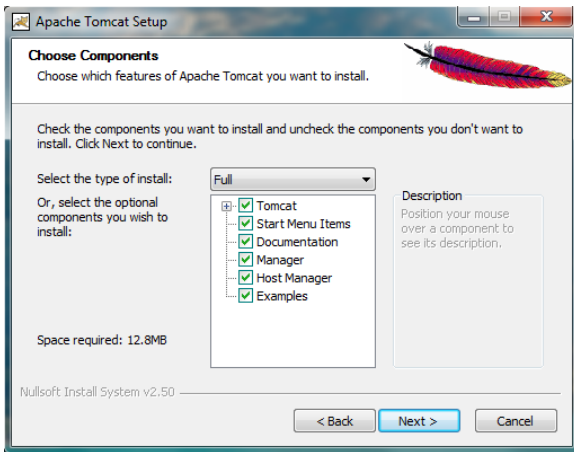 Apache Tomcat Setup
Choose Components
Choose which features of Apache Tomcat you want to install.
Check the components you want to install and uncheck the components you don't want to
install. Click Next to continue.
Select the type of install:
Full
Or, select the optional
components you wish to
install:
Tomcat
Start Menu Items
Documentation
Manager
Host Manager
Examples
Description
Position your mouse
over a component to
see its description.
Space required: 12.8MB
Nullsoft Install System v2.50
< Back
Next >
Cancel